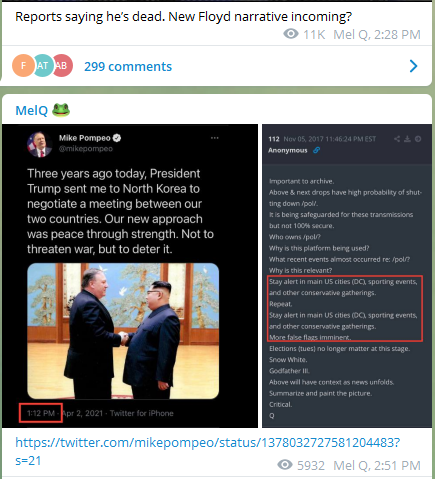 Reports saying he's dead. New Floyd narrative incoming?
11K Mel Q, 2:28 PM
F AT AB 299 comments
MelQ 🐸
Mike Pompeo
@mikepompeo
Three years ago today, President
Trump sent me to North Korea to
negotiate a meeting between our
two countries. Our new approach
was peace through strength. Not to
threaten war, but to deter it.
1:12 PM · Apr 2, 2021 · Twitter for iPhone
112 Nov 05, 2017 11:46:24 PM EST
Anonymous
Important to archive.
Above & next drops have high probability of shut-
ting down /pol/.
It is being safeguarded for these transmissions
but not 100% secure.
Who owns /pol/?
Why is this platform being used?
What recent events almost occurred re: /pol/?
Why is this relevant?
Stay alert in main US cities (DC), sporting events,
and other conservative gatherings.
Repeat.
Stay alert in main US cities (DC), sporting events,
and other conservative gatherings.
More false flags imminent.
Elections (tues) no longer matter at this stage.
Snow White.
Godfather III.
Above will have context as news unfolds.
Summarize and paint the picture.
Critical.
Q
https://twitter.com/mikepompeo/status/1378032727581204483?
s=21
5932 Mel Q, 2:51 PM